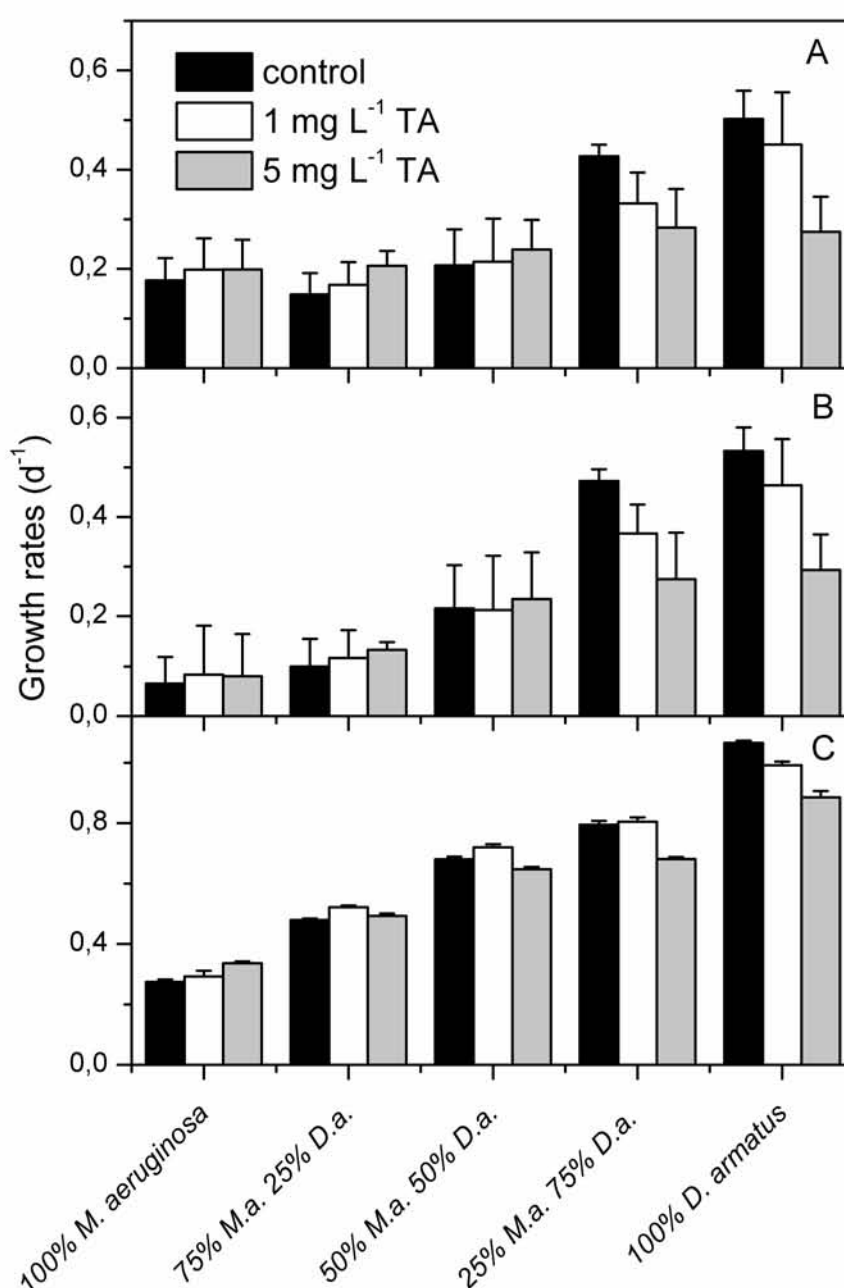 A
control
1 mg L⁻¹ TA
5 mg L⁻¹ TA
0,6
0,4
0,2
0,0
B
0,6
0,4
0,2
0,0
Growth rates (d⁻¹)
C
0,8
0,4
0,0
100% M. aeruginosa
75% M.a. 25% D.a.
50% M.a. 50% D.a.
25% M.a. 75% D.a.
100% D. armatus